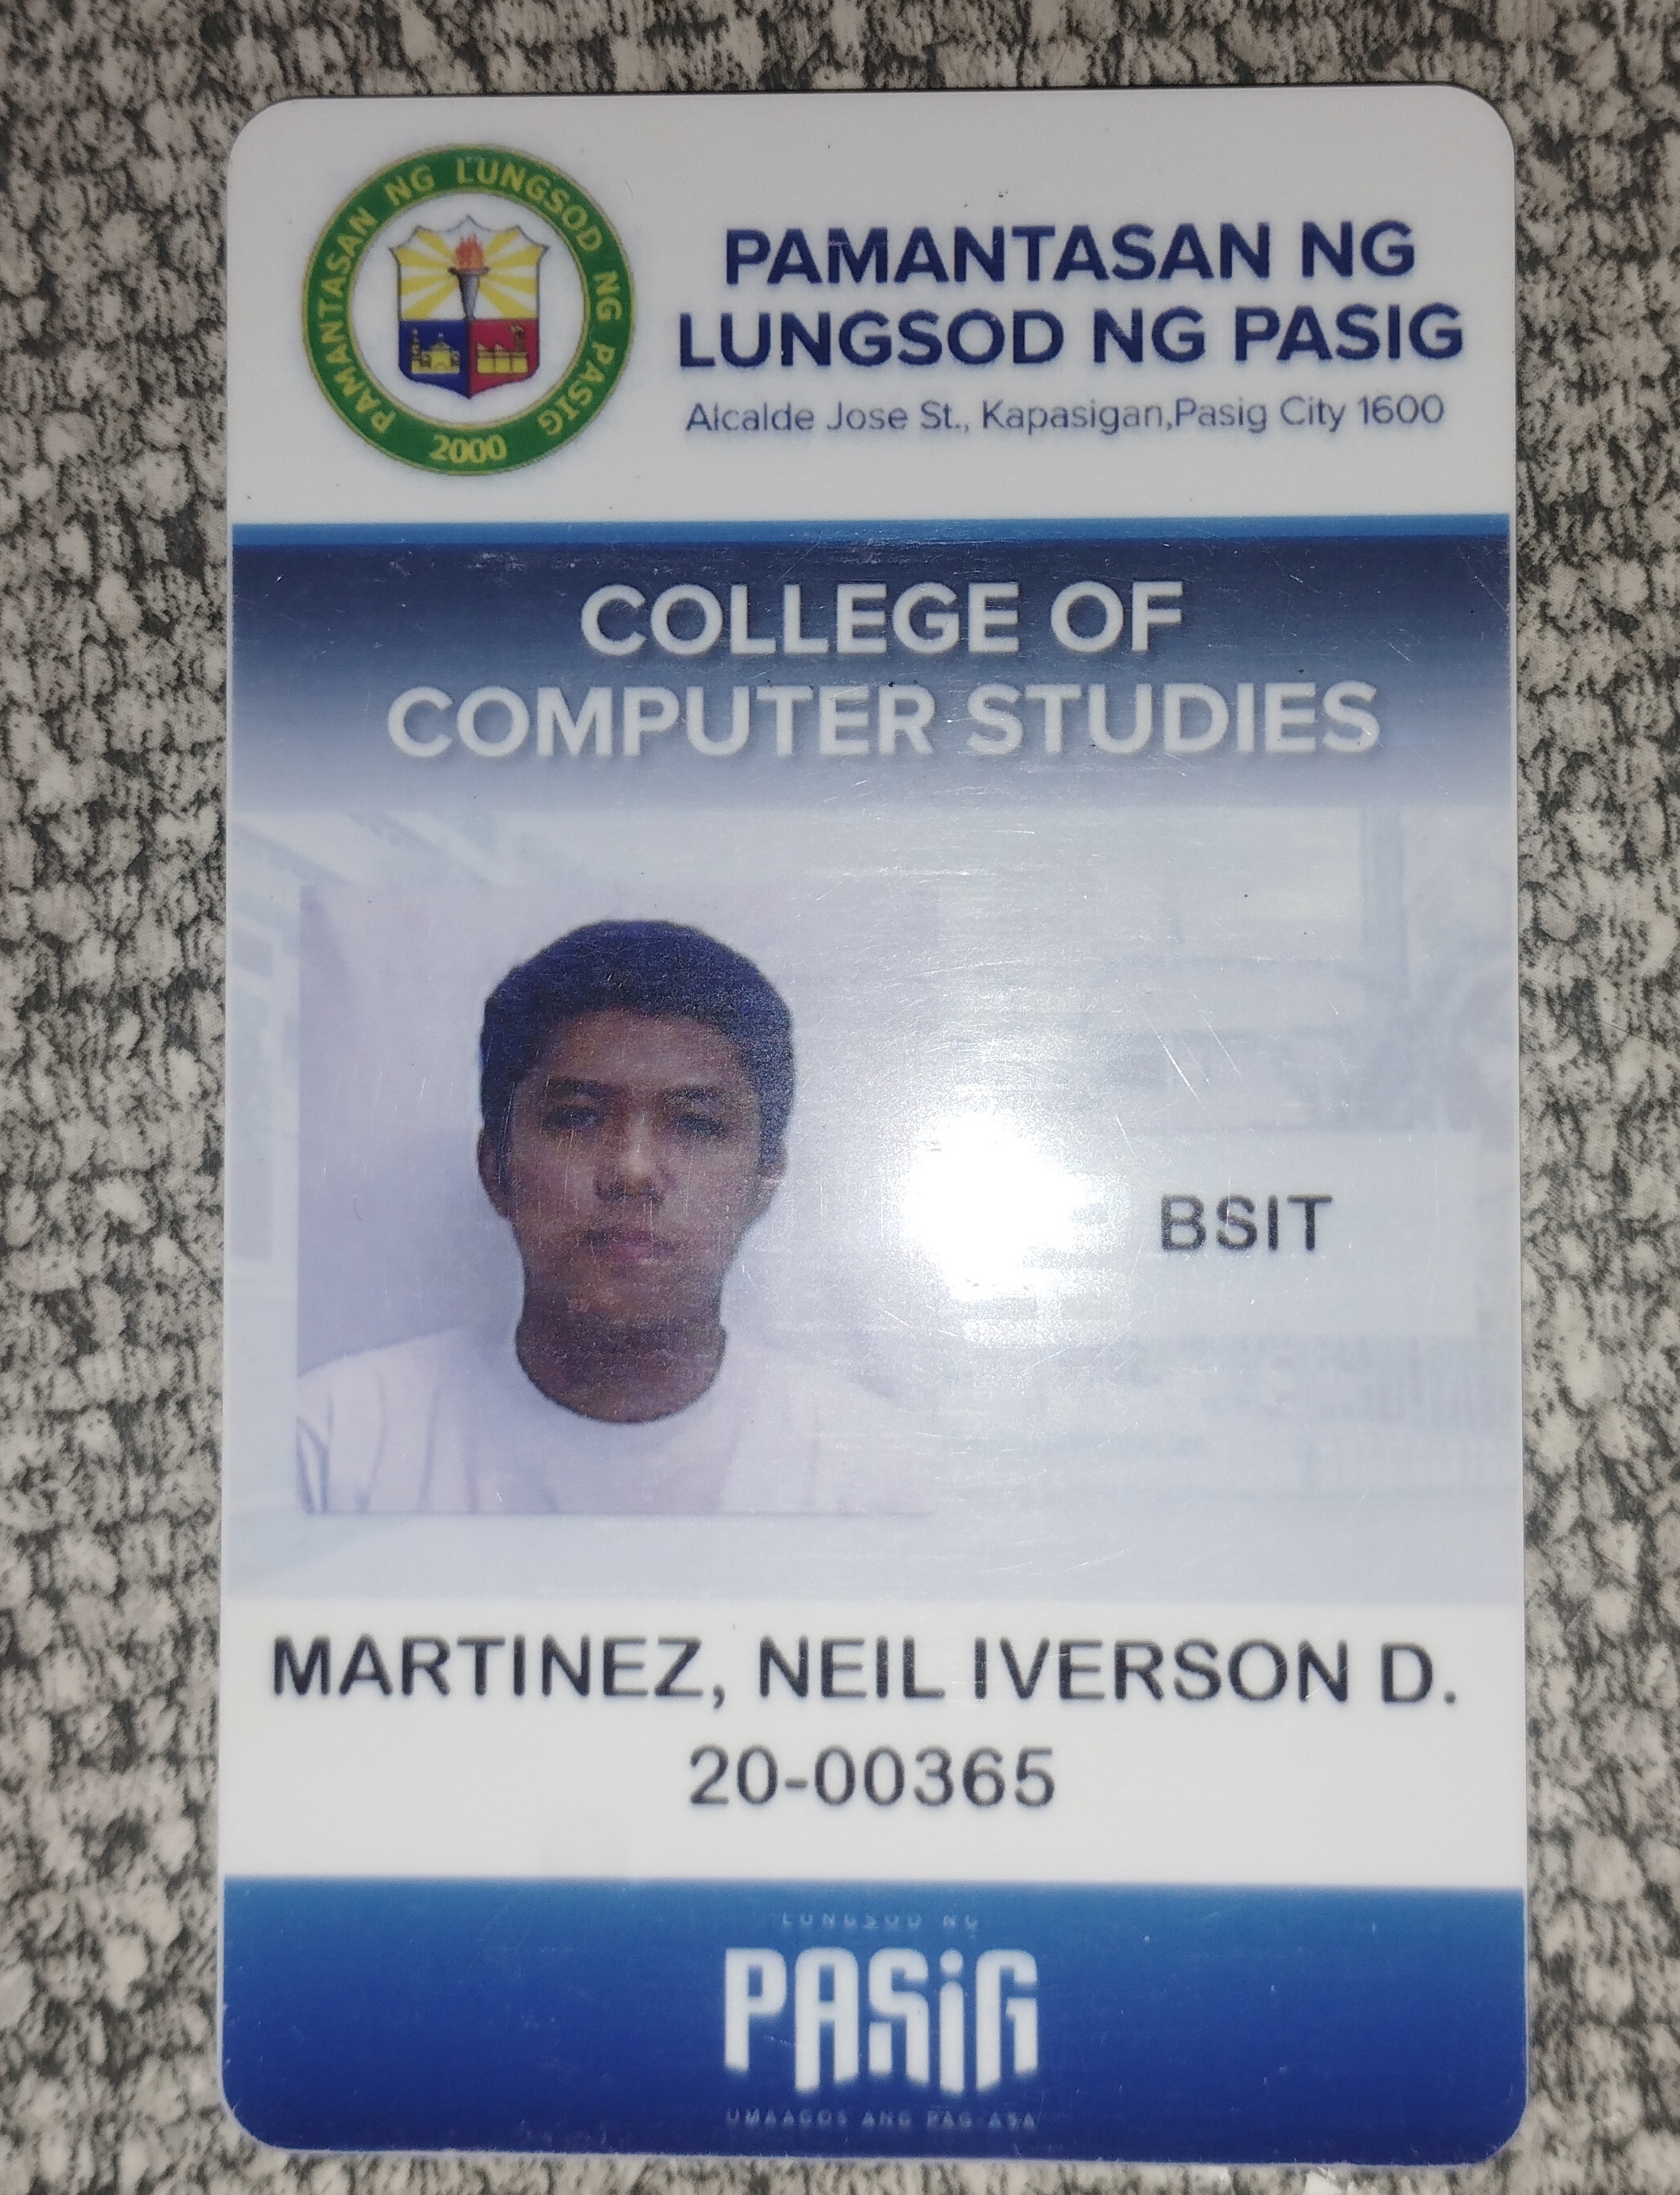 PAMANTASAN NG LUNGSOD NG PASIG
2000
PAMANTASAN NG
LUNGSOD NG PASIG
Alcalde Jose St., Kapasigan,Pasig City 1600
COLLEGE OF
COMPUTER STUDIES
BSIT
MARTINEZ, NEIL IVERSON D.
20-00365
LUNGSOD NG
PASiG
UMAAGOS ANG PAG-ASA